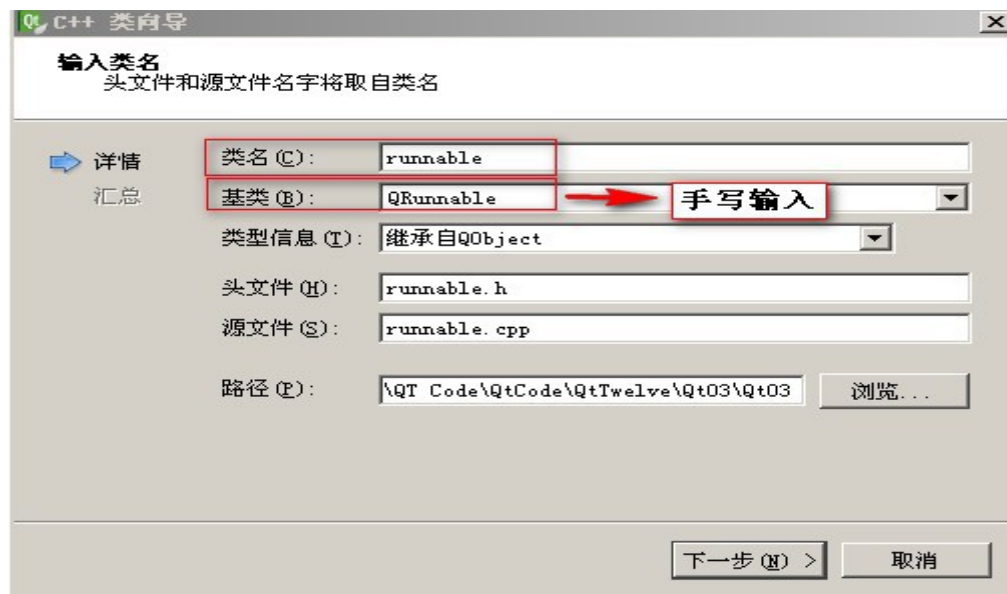 C++ 类向导
输入类名
头文件和源文件名字将取自类名
详情
汇总
类名(C): runnable
基类(B): QRunnable 手写输入
类型信息(T): 继承自QObject
头文件(H): runnable.h
源文件(S): runnable.cpp
路径(P): \QT Code\QtCode\QtTwelve\Qt03\Qt03 浏览...
下一步(N) > 取消